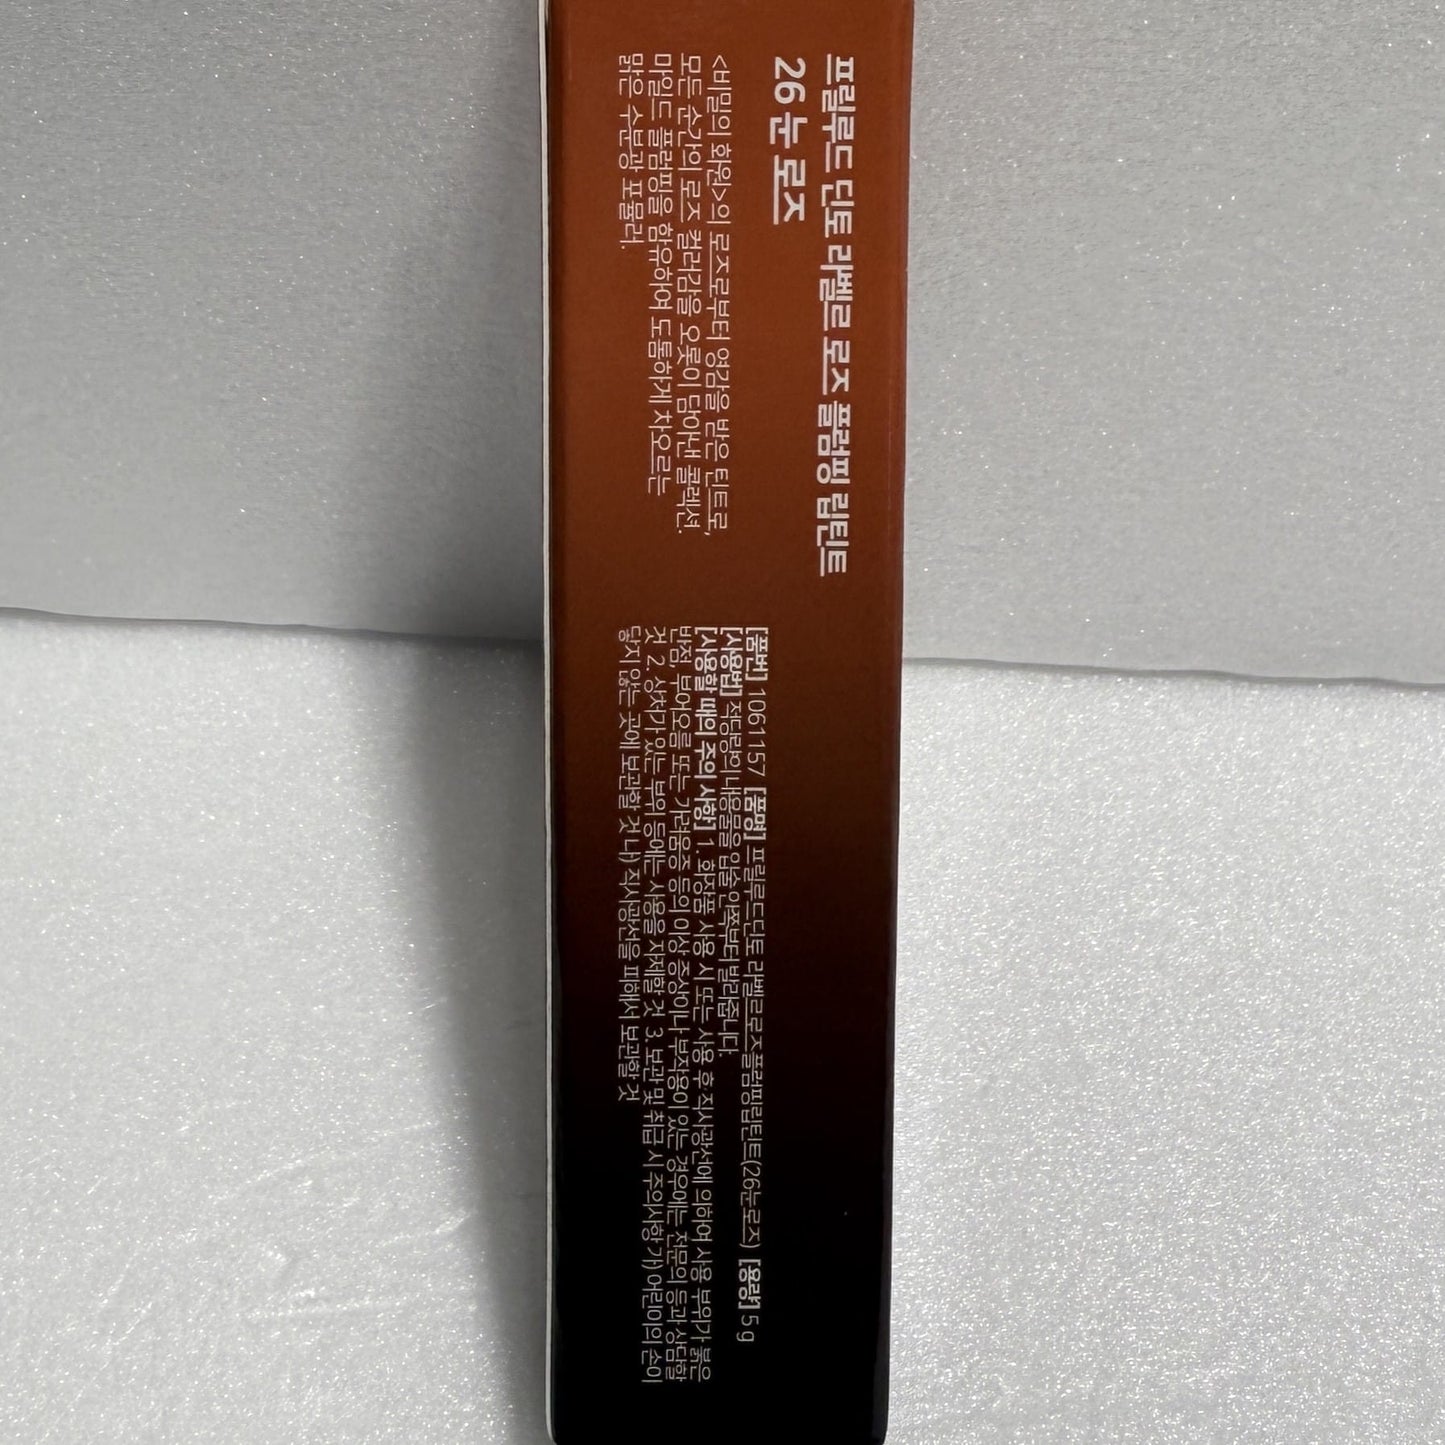 프릴루드 딘토 라벨르 로즈 플럼핑 립틴트
26 눈 로즈
<비밀의 화원>의 로즈로부터 영감을 받은 틴트로,
모든 순간의 로즈 컬러감을 오롯이 담아낸 콜렉션.
마일드 플럼핑을 함유하여 도톰하게 차오르는
맑은 수분광 포뮬러.
[품번] 1061157 [품명] 프릴루드딘토 라벨르로즈플럼핑립틴트(26눈로즈) [용량] 5 g
[사용법] 적당량의 내용물을 입술 안쪽부터 발라줍니다.
[사용할 때의 주의 사항] 1. 화장품 사용 시 또는 사용 후 직사광선에 의하여 사용 부위가 붉은
반점, 부어오름 또는 가려움증 등의 이상 증상이나 부작용이 있는 경우에는 전문의 등과 상담할
것 2. 상처가 있는 부위 등에는 사용을 자제할 것 3. 보관 및 취급 시 주의사항 가) 어린이의 손이
닿지 않는 곳에 보관할 것 나) 직사광선을 피해서 보관할 것